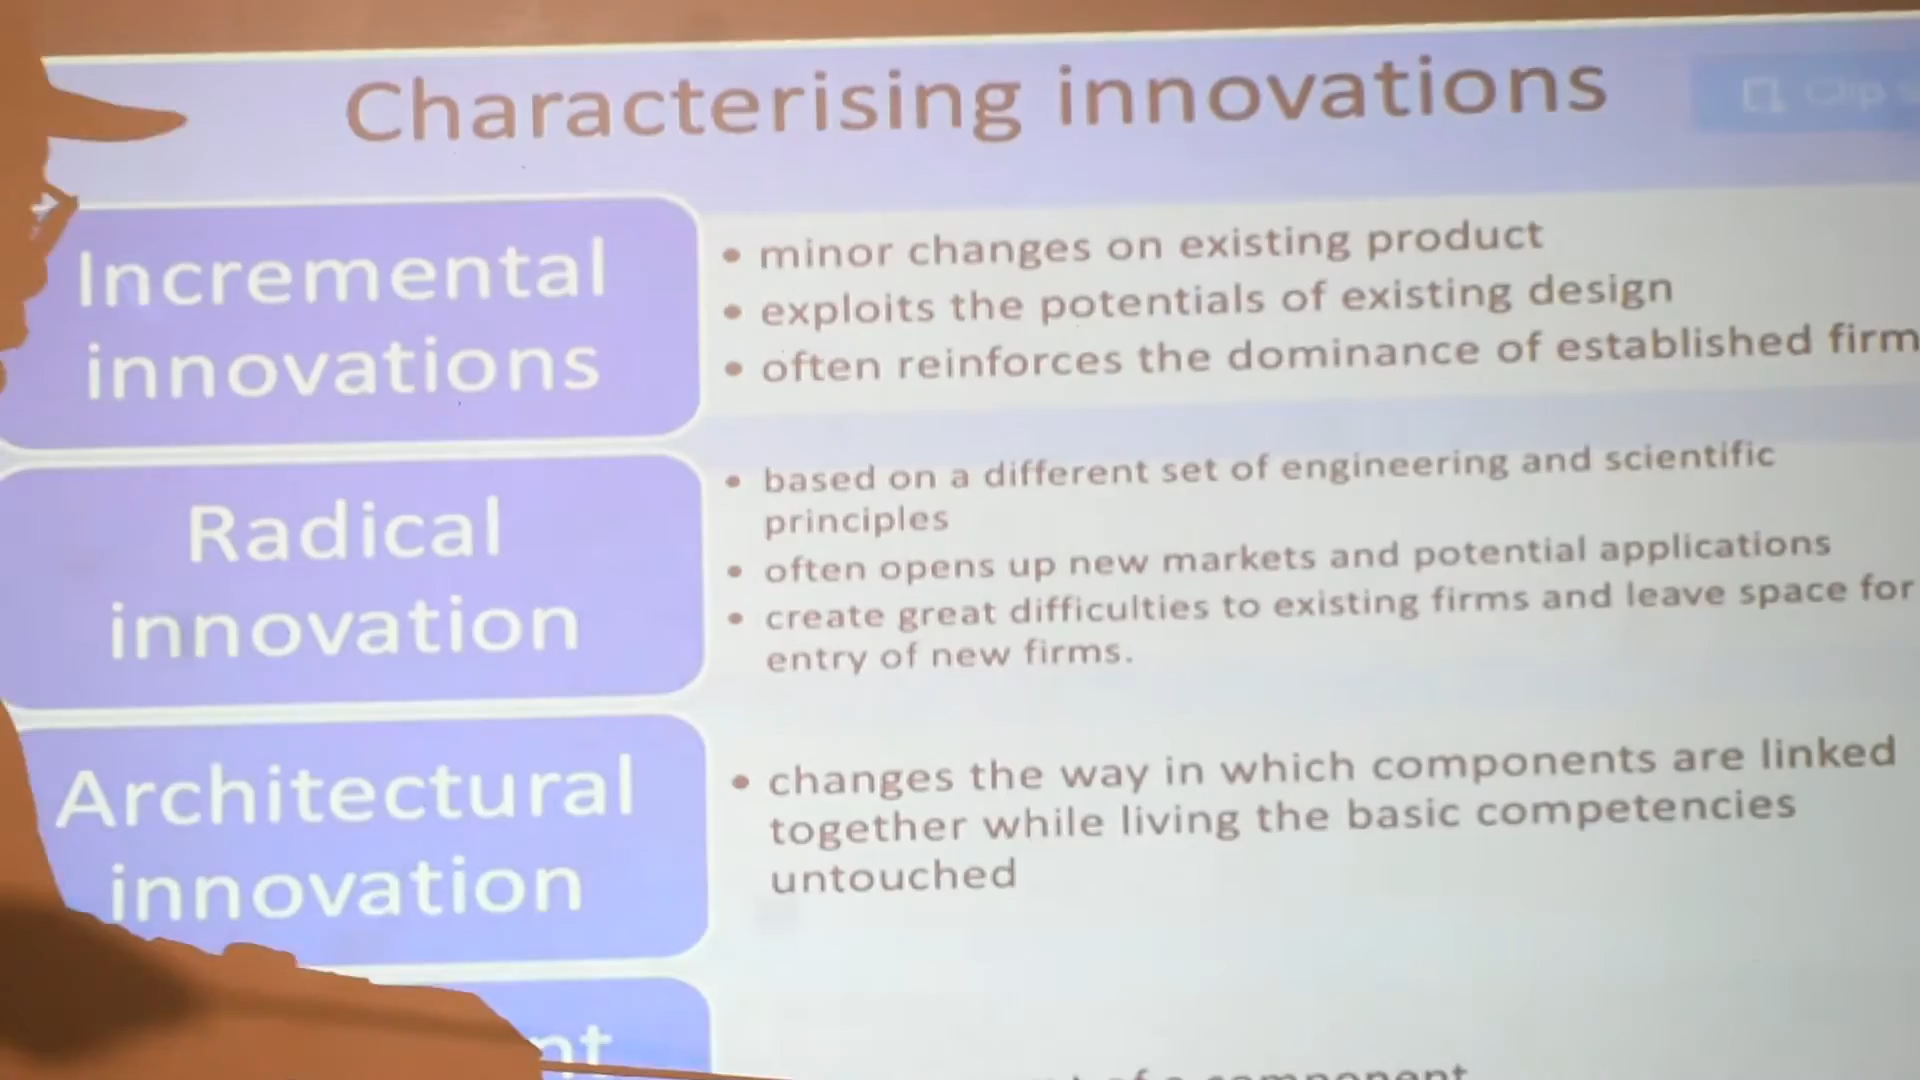 Characterising innovations
Clip
Incremental
innovations
• minor changes on existing product
• exploits the potentials of existing design
• often reinforces the dominance of established firm
Radical
innovation
• based on a different set of engineering and scientific
principles
• often opens up new markets and potential applications
• create great difficulties to existing firms and leave space for
entry of new firms.
Architectural
innovation
• changes the way in which components are linked
together while living the basic competencies
untouched
component